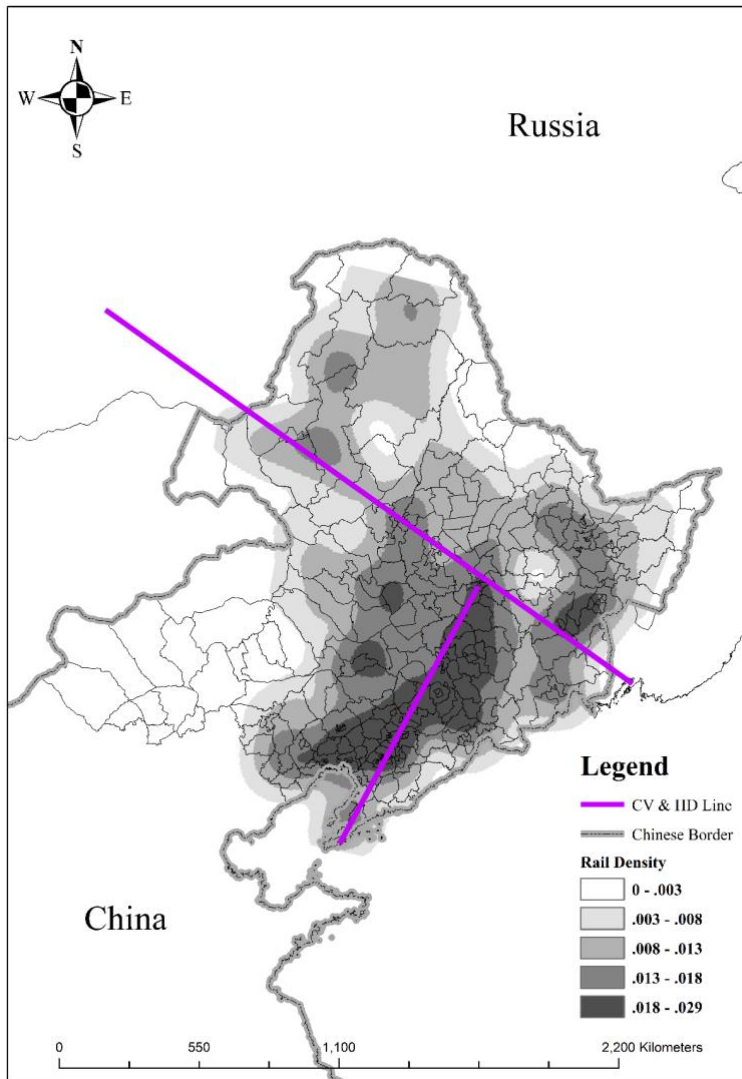 N
W E
S
Russia
China
Legend
CV & HD Line
Chinese Border
Rail Density
0 - .003
.003 - .008
.008 - .013
.013 - .018
.018 - .029
0 550 1,100 2,200 Kilometers